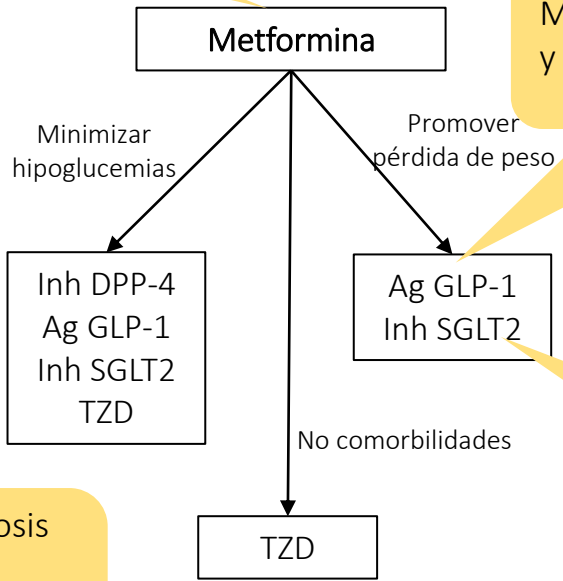 Metformina
M
y
Minimizar
hipoglucemias
Promover
pérdida de peso
Inh DPP-4
Ag GLP-1
Inh SGLT2
TZD
Ag GLP-1
Inh SGLT2
No comorbilidades
osis
TZD